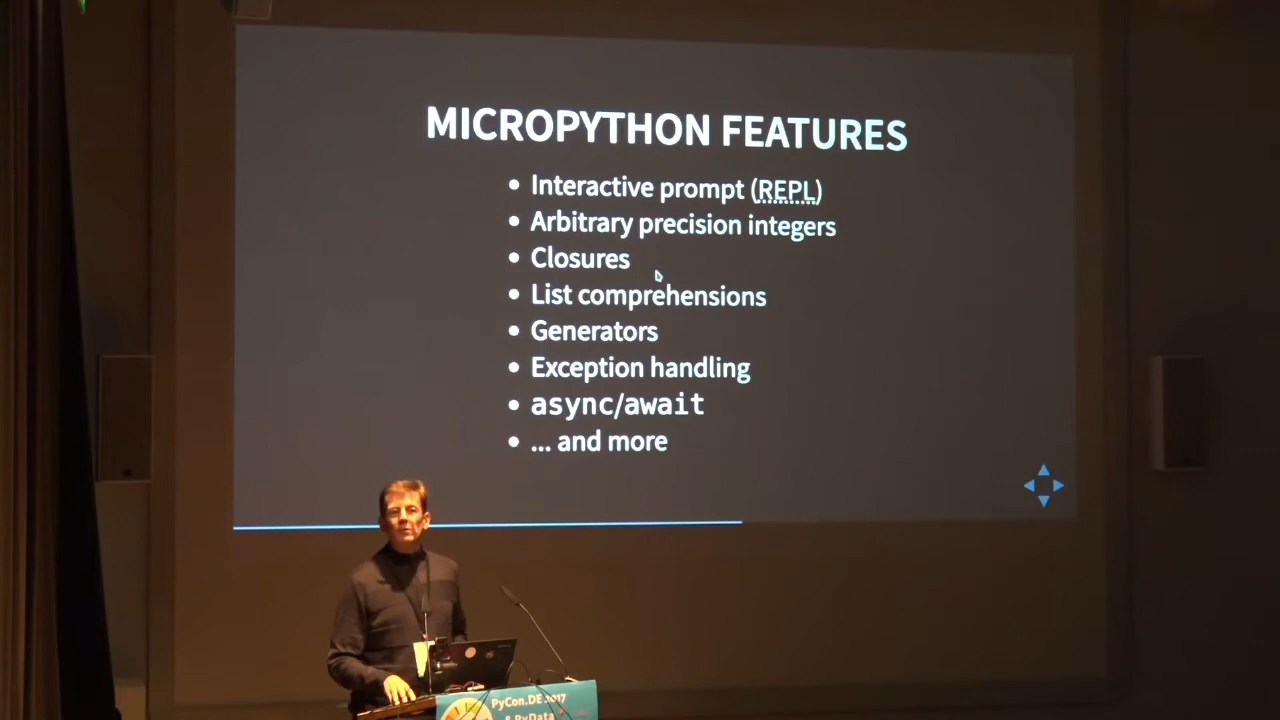 MICROPYTHON FEATURES
• Interactive prompt (REPL)
• Arbitrary precision integers
• Closures
• List comprehensions
• Generators
• Exception handling
• async/await
• ... and more
PyCon.DE 2017
& PyData